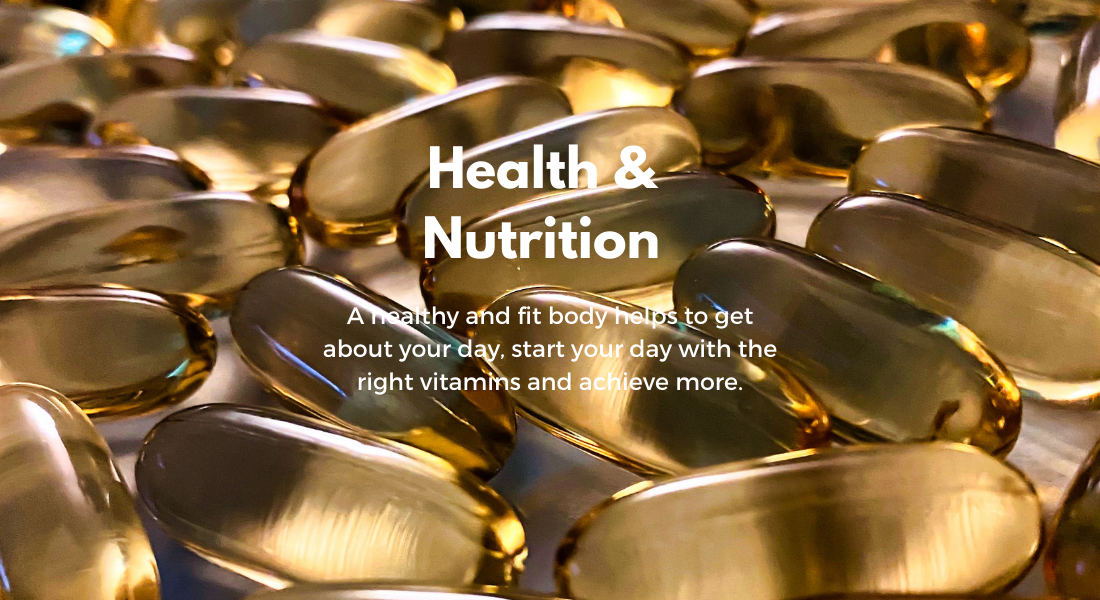 Health &
Nutrition
A healthy and fit body helps to get
about your day, start your day with the
right vitamins and achieve more.